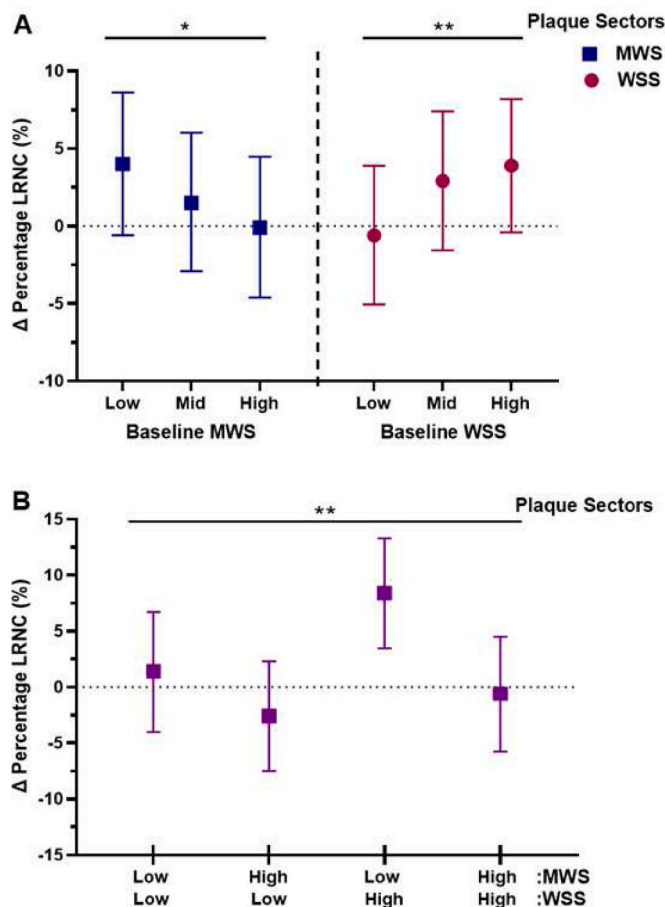 A
*
**
Plaque Sectors
MWS
WSS
Δ Percentage LRNC (%)
10
5
0
-5
-10
Low Mid High Low Mid High
Baseline MWS Baseline WSS
B
**
Plaque Sectors
Δ Percentage LRNC (%)
15
10
5
0
-5
-10
-15
Low High Low High :MWS
Low Low High High :WSS